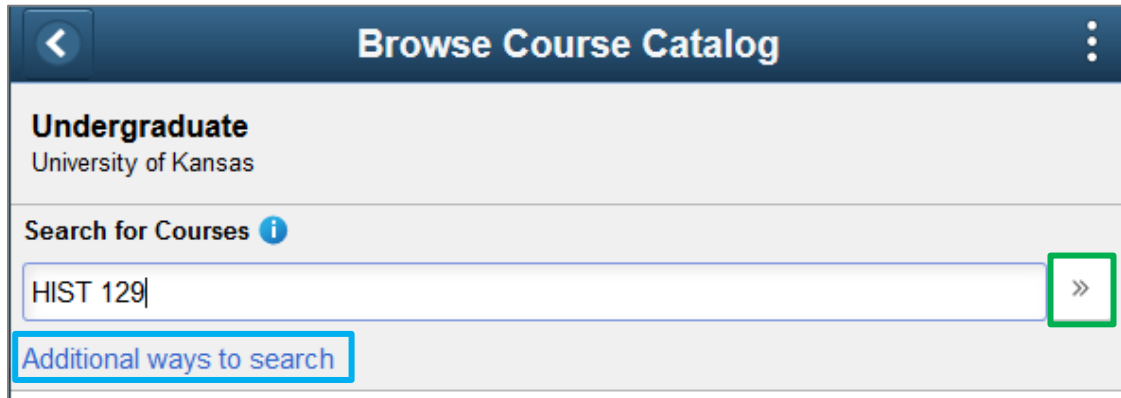 Browse Course Catalog
Undergraduate
University of Kansas
Search for Courses
HIST 129
Additional ways to search